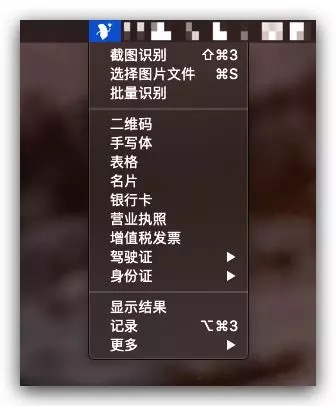 截图识别 ⇧⌘3
选择图片文件 ⌘S
批量识别
二维码
手写体
表格
名片
银行卡
营业执照
增值税发票
驾驶证
身份证
显示结果
记录 ⌥⌘3
更多